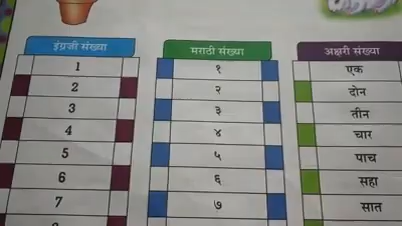 इंग्रजी संख्या मराठी संख्या अक्षरी संख्या
1 १ एक
2 २ दोन
3 ३ तीन
4 ४ चार
5 ५ पाच
6 ६ सहा
7 ७ सात